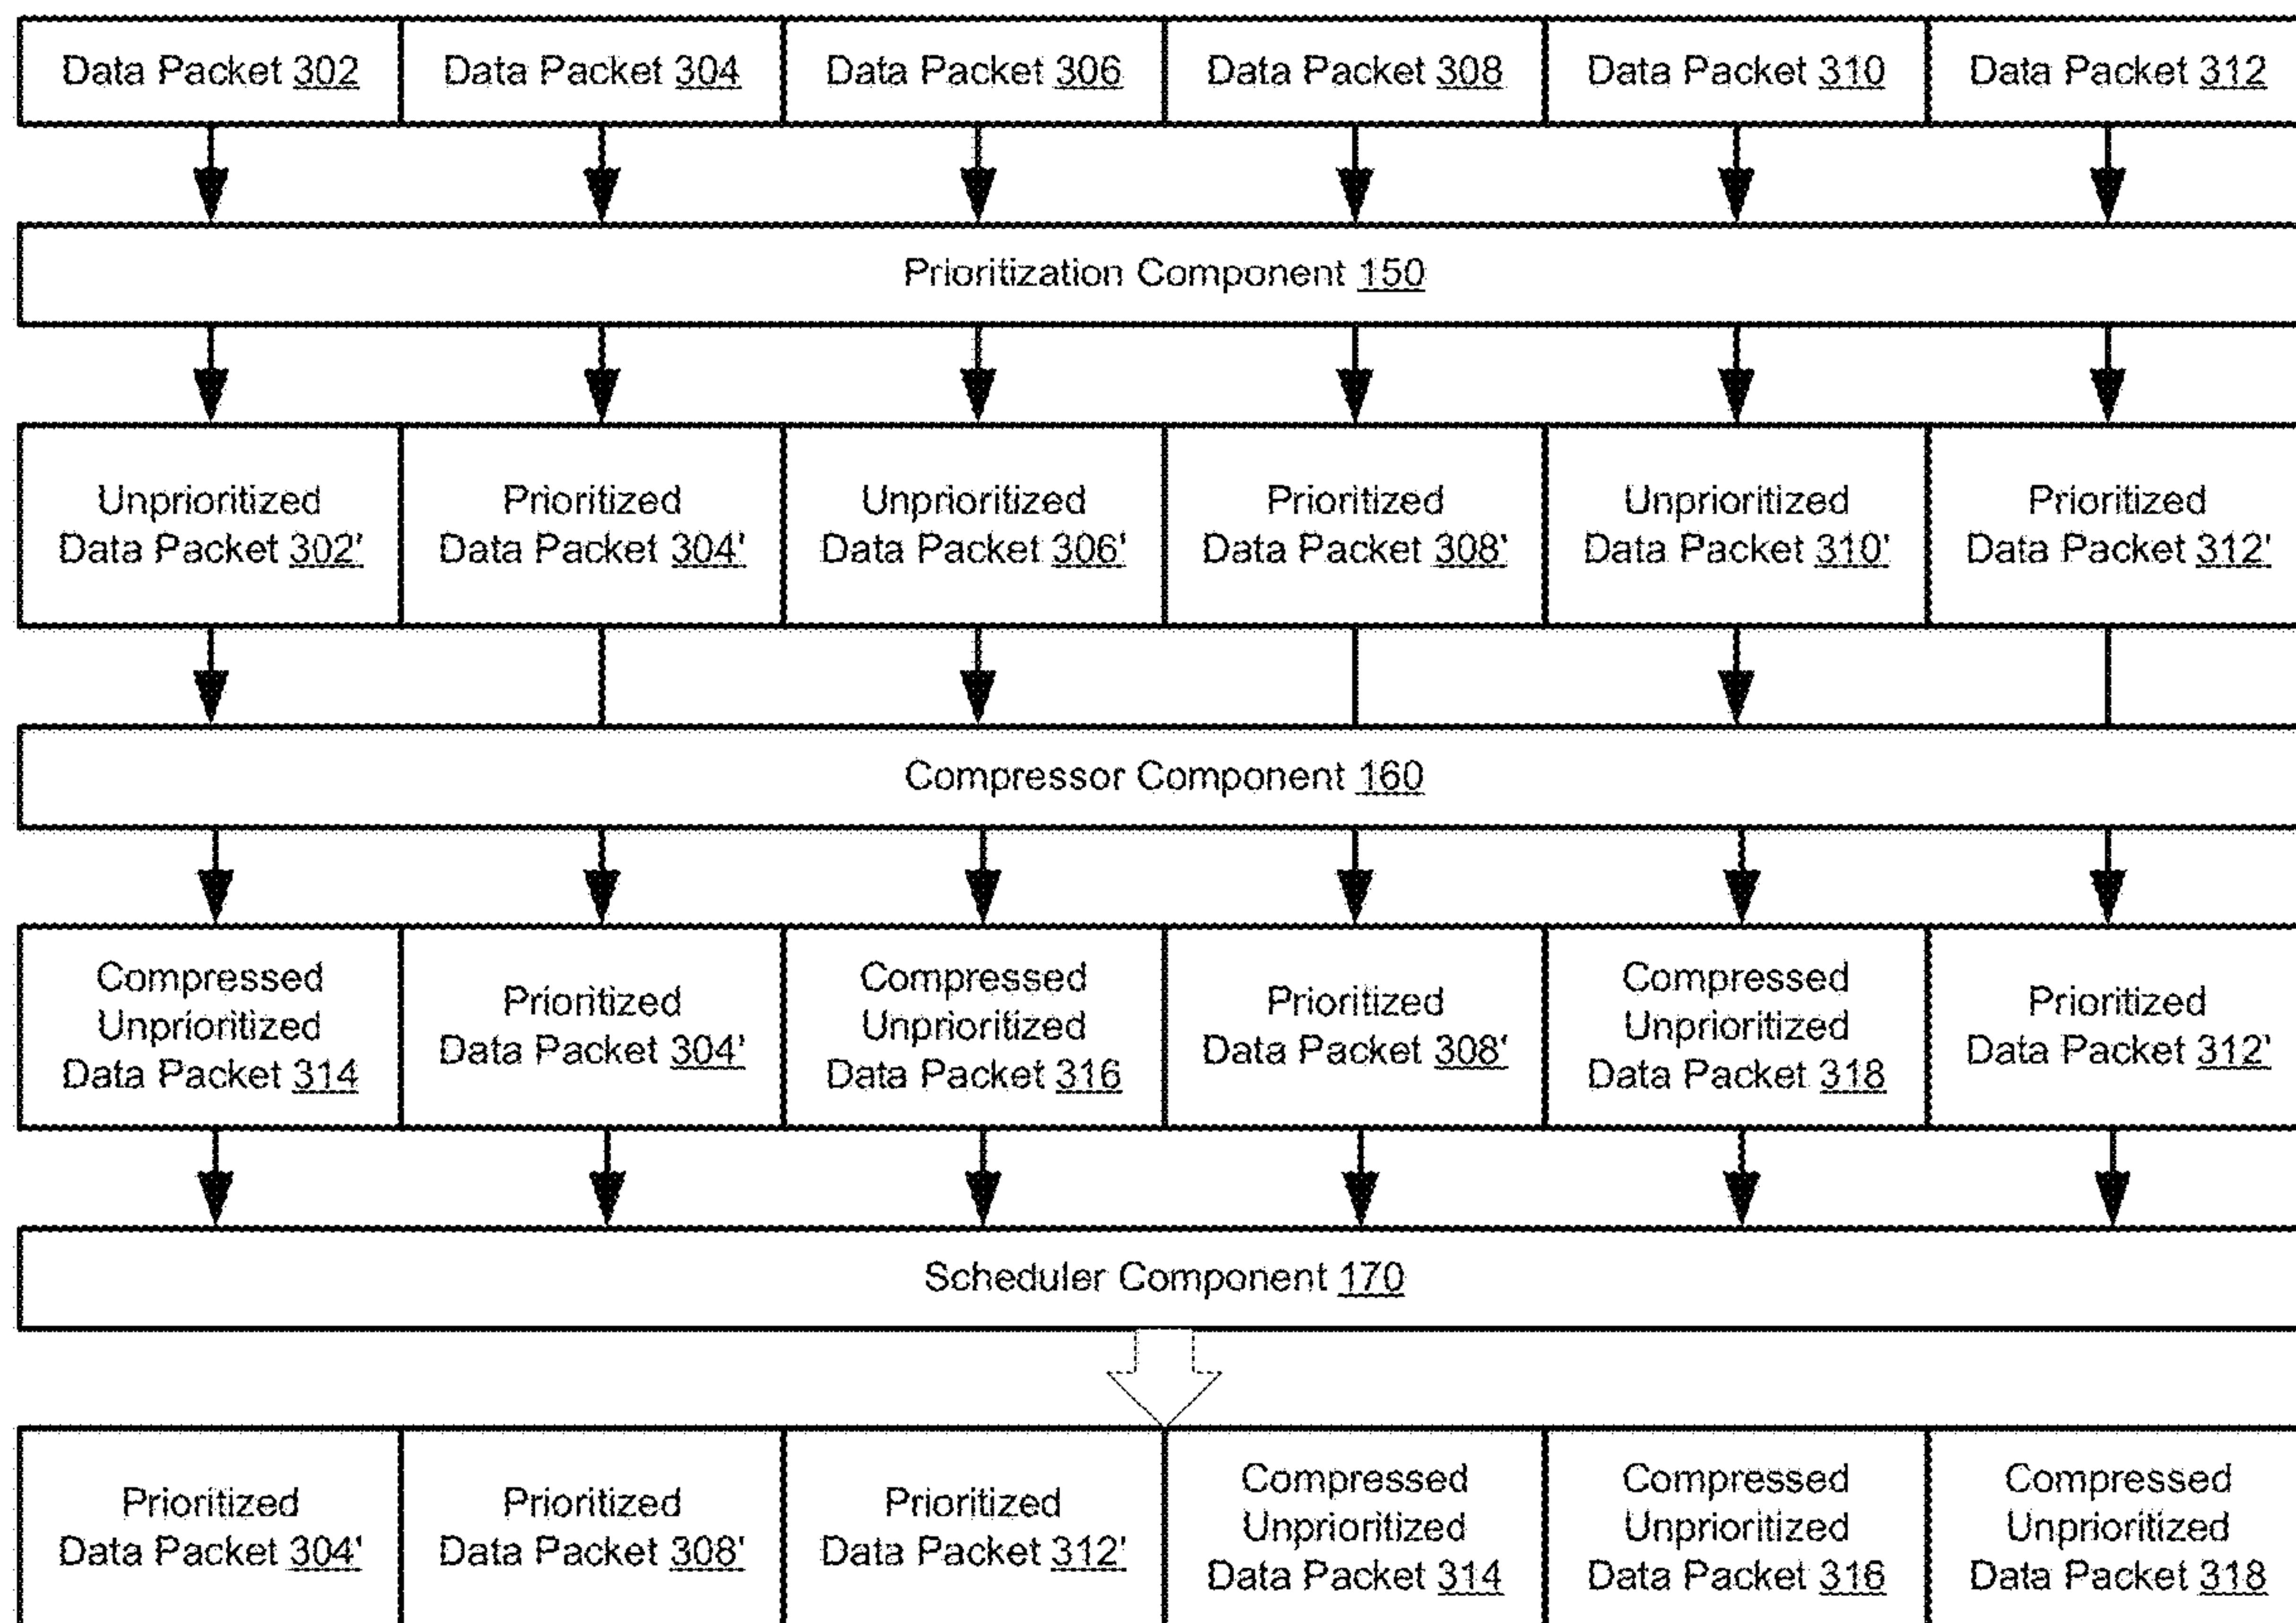 Data Packet 302
Data Packet 304
Data Packet 306
Data Packet 308
Data Packet 310
Data Packet 312
Prioritization Component 150
Unprioritized
Data Packet 302'
Prioritized
Data Packet 304'
Unprioritized
Data Packet 306'
Prioritized
Data Packet 308'
Unprioritized
Data Packet 310'
Prioritized
Data Packet 312'
Compressor Component 160
Compressed
Unprioritized
Data Packet 314
Prioritized
Data Packet 304'
Compressed
Unprioritized
Data Packet 316
Prioritized
Data Packet 308'
Compressed
Unprioritized
Data Packet 318
Prioritized
Data Packet 312'
Scheduler Component 170
Prioritized
Data Packet 304'
Prioritized
Data Packet 308'
Prioritized
Data Packet 312'
Compressed
Unprioritized
Data Packet 314
Compressed
Unprioritized
Data Packet 316
Compressed
Unprioritized
Data Packet 318